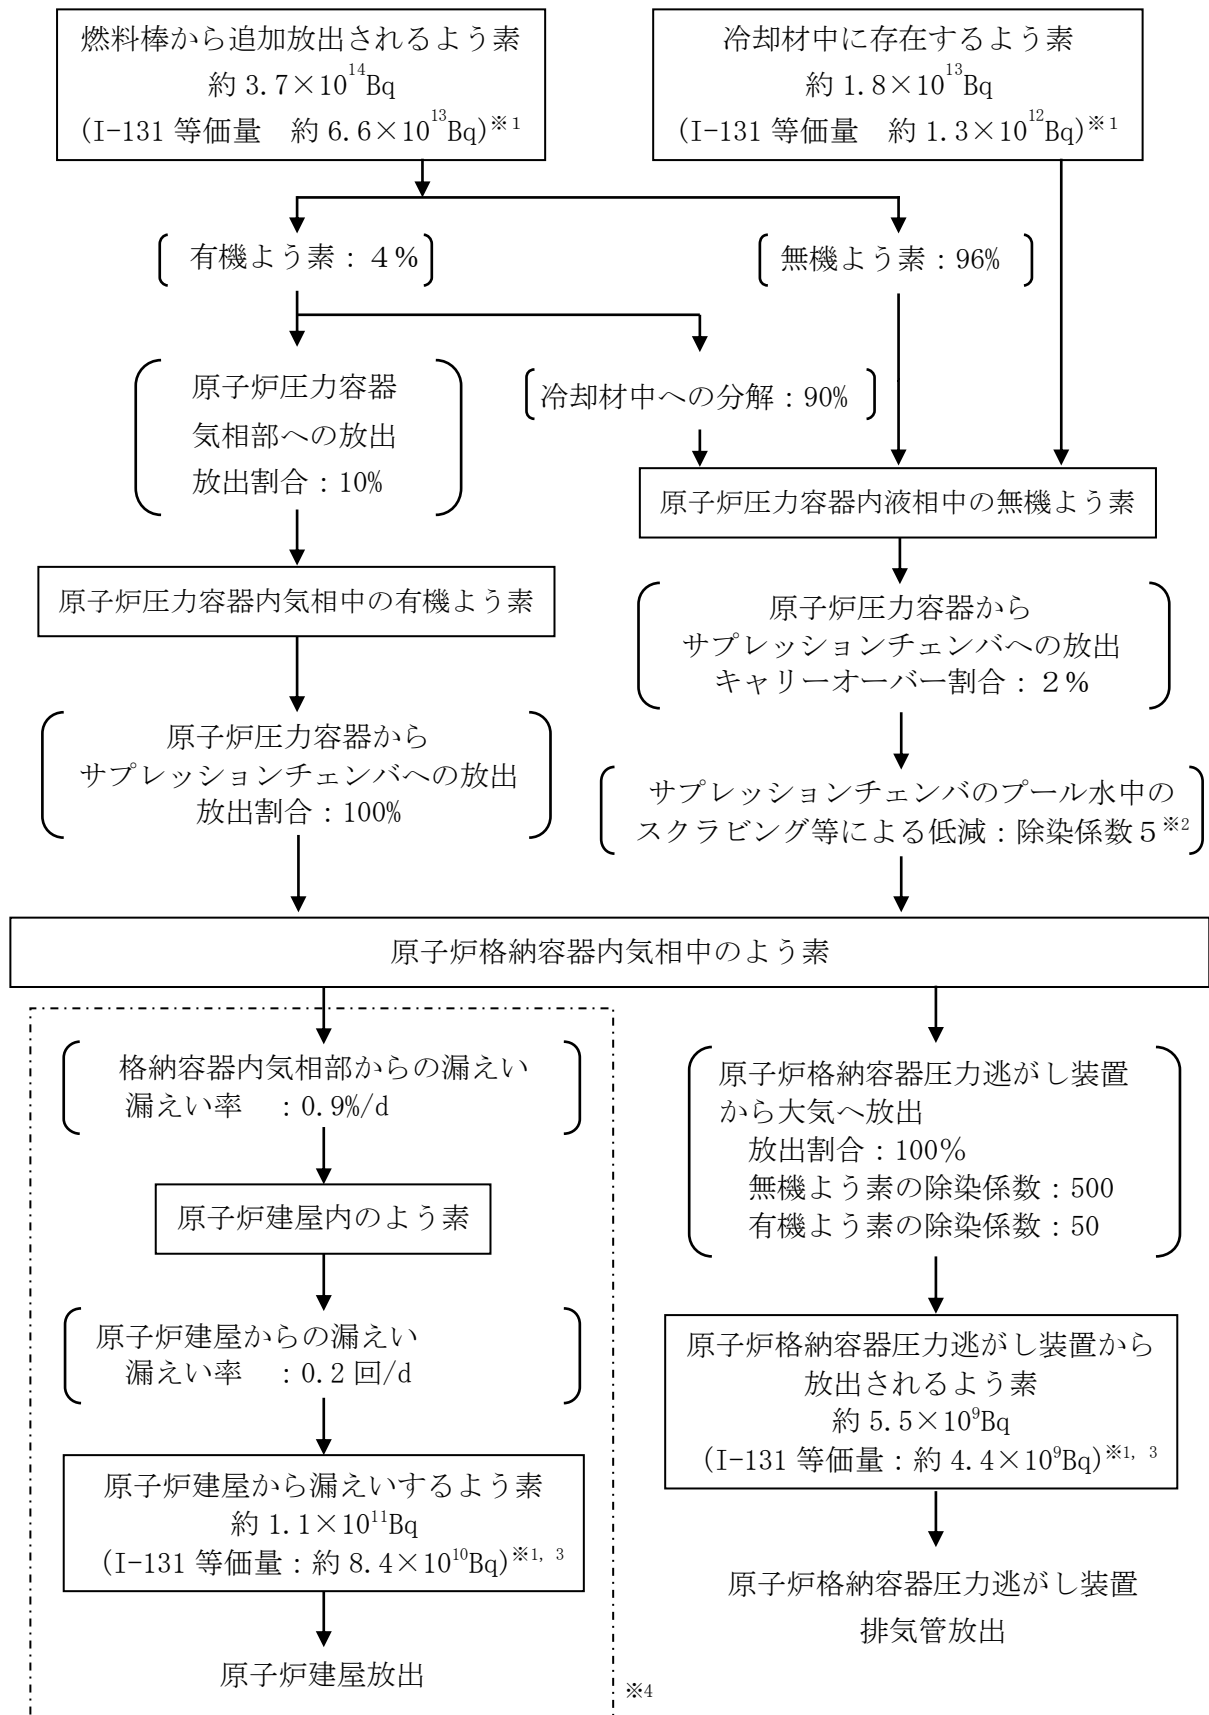 燃料棒から追加放出されるよう素
約 3.7×10¹⁴Bq
(I-131 等価量　約 6.6×10¹³Bq)※1
冷却材中に存在するよう素
約 1.8×10¹³Bq
(I-131 等価量　約 1.3×10¹²Bq)※1
有機よう素：４%
無機よう素：96%
原子炉圧力容器
気相部への放出
放出割合：10%
冷却材中への分解：90%
原子炉圧力容器内液相中の無機よう素
原子炉圧力容器内気相中の有機よう素
原子炉圧力容器から
サプレッションチェンバへの放出
キャリーオーバー割合：２%
原子炉圧力容器から
サプレッションチェンバへの放出
放出割合：100%
サプレッションチェンバのプール水中の
スクラビング等による低減：除染係数５※2
原子炉格納容器内気相中のよう素
格納容器内気相部からの漏えい
漏えい率　：0.9%/d
原子炉建屋内のよう素
原子炉建屋からの漏えい
漏えい率　：0.2 回/d
原子炉建屋から漏えいするよう素
約 1.1×10¹¹Bq
(I-131 等価量：約 8.4×10¹⁰Bq)※1, 3
原子炉建屋放出
原子炉格納容器圧力逃がし装置
から大気へ放出
放出割合：100％
無機よう素の除染係数：500
有機よう素の除染係数：50
原子炉格納容器圧力逃がし装置から
放出されるよう素
約 5.5×10⁹Bq
(I-131 等価量：約 4.4×10⁹Bq)※1, 3
原子炉格納容器圧力逃がし装置
排気管放出
※4